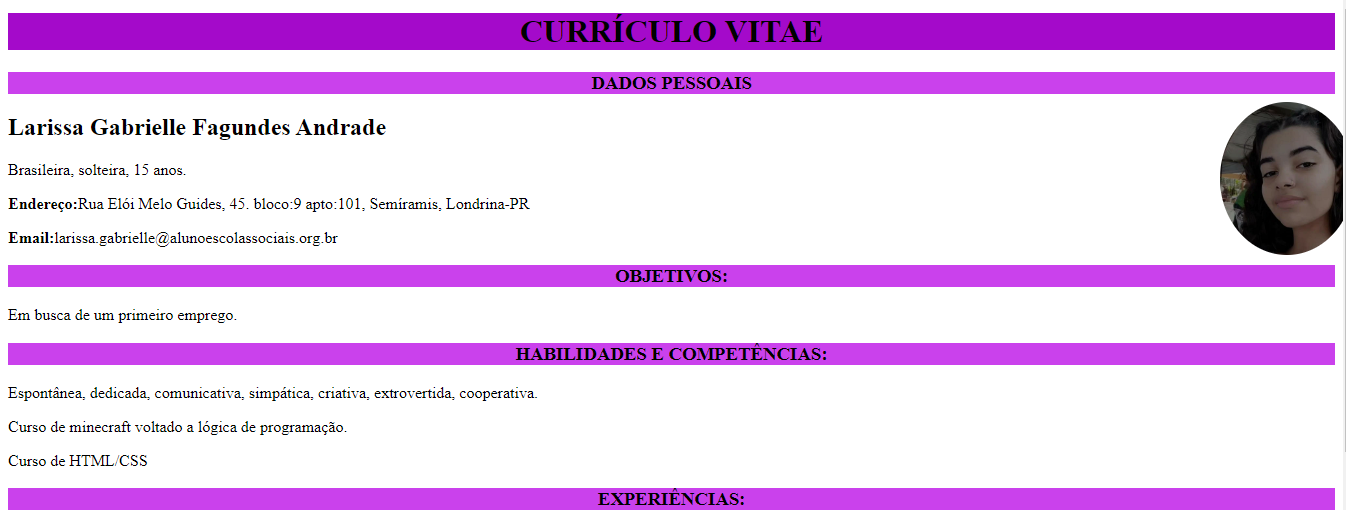 CURRÍCULO VITAE
DADOS PESSOAIS
Larissa Gabrielle Fagundes Andrade
Brasileira, solteira, 15 anos.
Endereço:Rua Elói Melo Guides, 45. bloco:9 apto:101, Semíramis, Londrina-PR
Email:larissa.gabrielle@alunoescolassociais.org.br
OBJETIVOS:
Em busca de um primeiro emprego.
HABILIDADES E COMPETÊNCIAS:
Espontânea, dedicada, comunicativa, simpática, criativa, extrovertida, cooperativa.
Curso de minecraft voltado a lógica de programação.
Curso de HTML/CSS
EXPERIÊNCIAS: